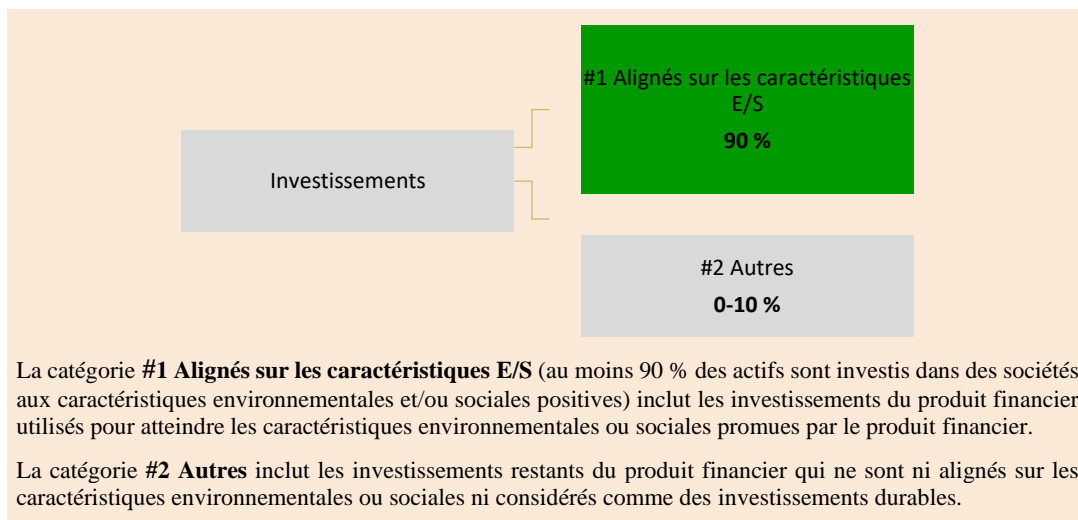 #1 Alignés sur les caractéristiques
E/S
90 %
Investissements
#2 Autres
0-10 %
La catégorie #1 Alignés sur les caractéristiques E/S (au moins 90 % des actifs sont investis dans des sociétés
aux caractéristiques environnementales et/ou sociales positives) inclut les investissements du produit financier
utilisés pour atteindre les caractéristiques environnementales ou sociales promues par le produit financier.
La catégorie #2 Autres inclut les investissements restants du produit financier qui ne sont ni alignés sur les
caractéristiques environnementales ou sociales ni considérés comme des investissements durables.